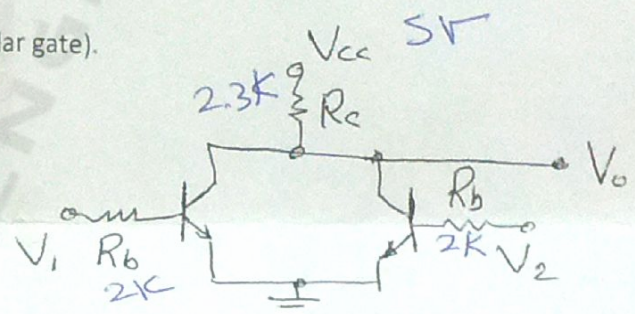 lar gate).
Vcc 5V
2.3K Rc
Vo
V1 Rb 2K
Rb 2K V2